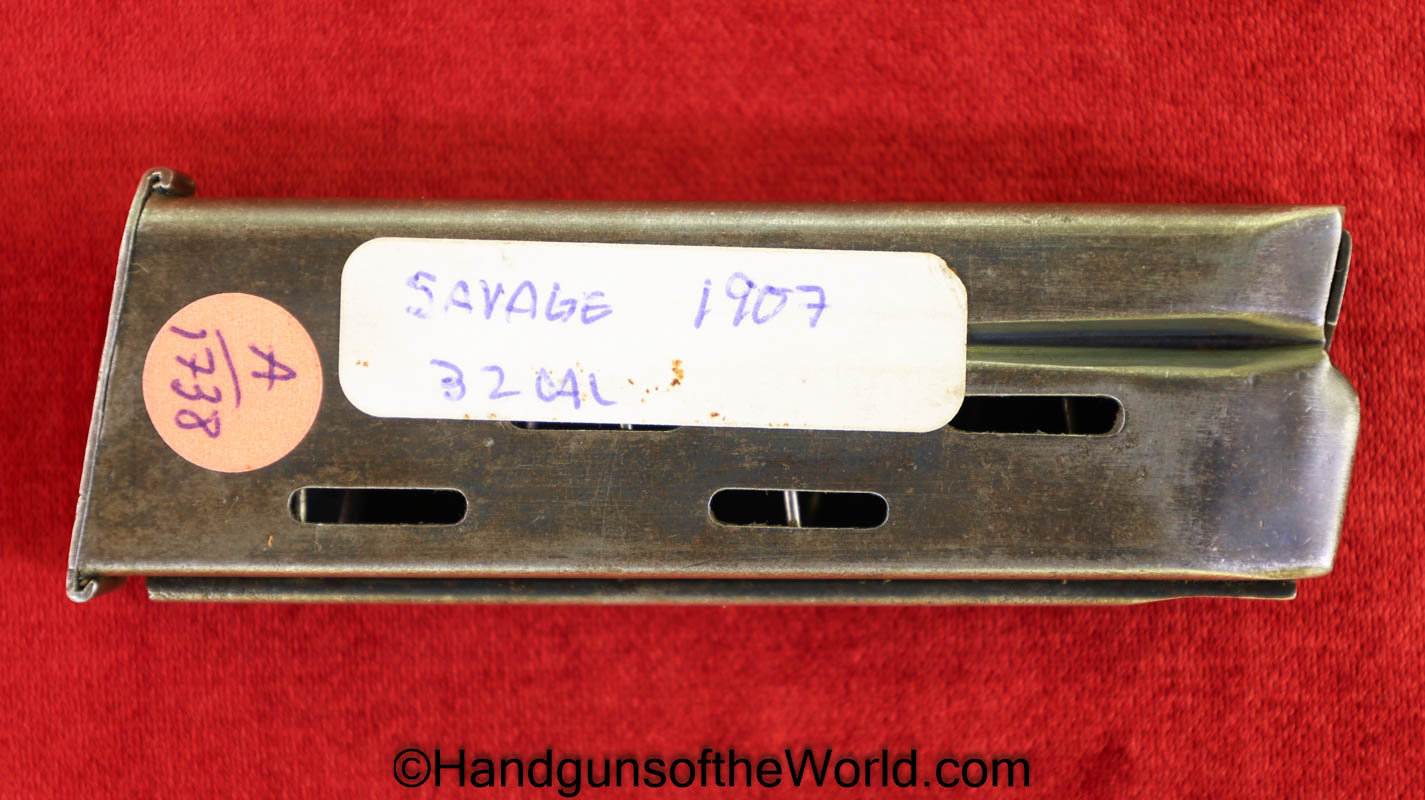 A
1738
SAVAGE 1907
32 CAL
©HandgunsoftheWorld.com